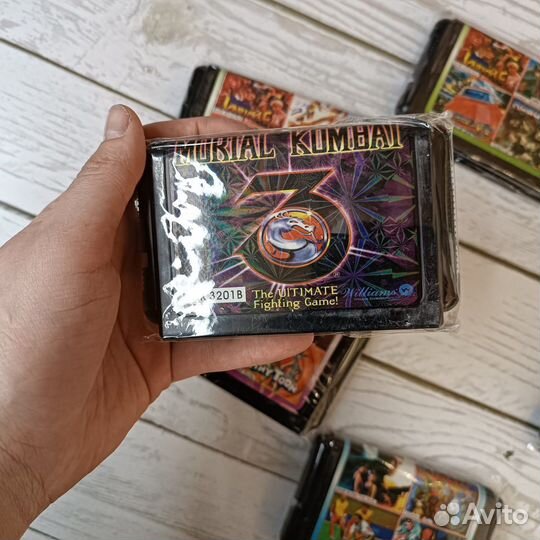 MORTAL KOMBAT
3
3201B
The ULTIMATE
Fighting Game!
Williams
Avito